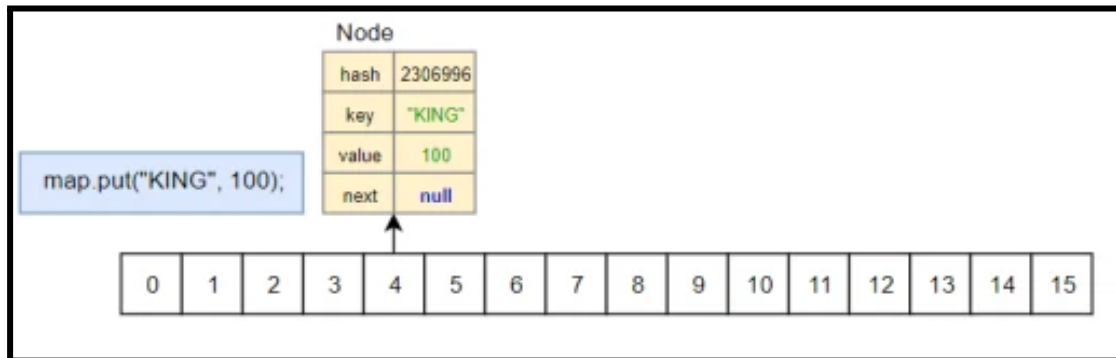 Node
hash 2306996
key "KING"
value 100
next null
map.put("KING", 100);
0 1 2 3 4 5 6 7 8 9 10 11 12 13 14 15